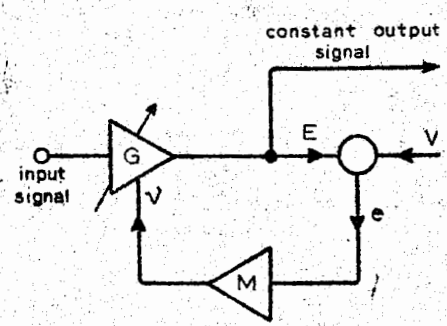 constant output
signal
E
V
G
input
signal
ν
e
M